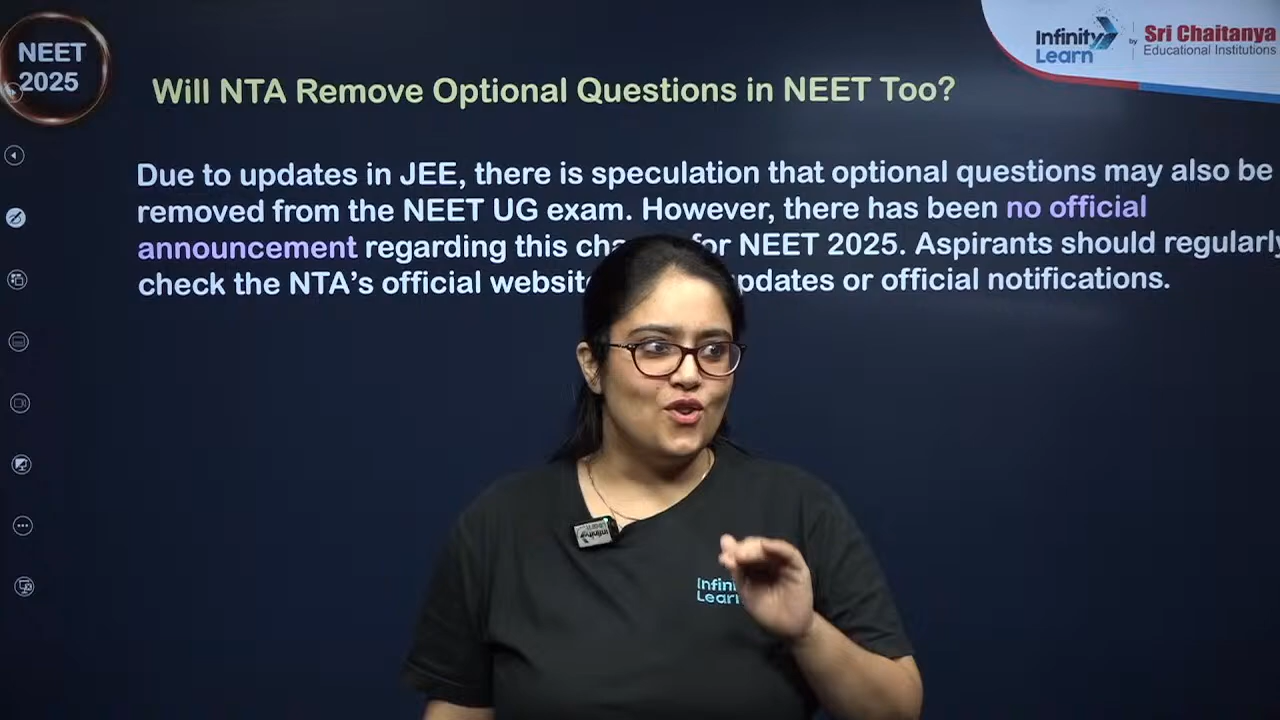 NEET
2025
Infinity
Learn
by
Sri Chaitanya
Educational Institutions
Will NTA Remove Optional Questions in NEET Too?
Due to updates in JEE, there is speculation that optional questions may also be
removed from the NEET UG exam. However, there has been no official
announcement regarding this for NEET 2025. Aspirants should regularly
check the NTA's official updates or official notifications.
Learn